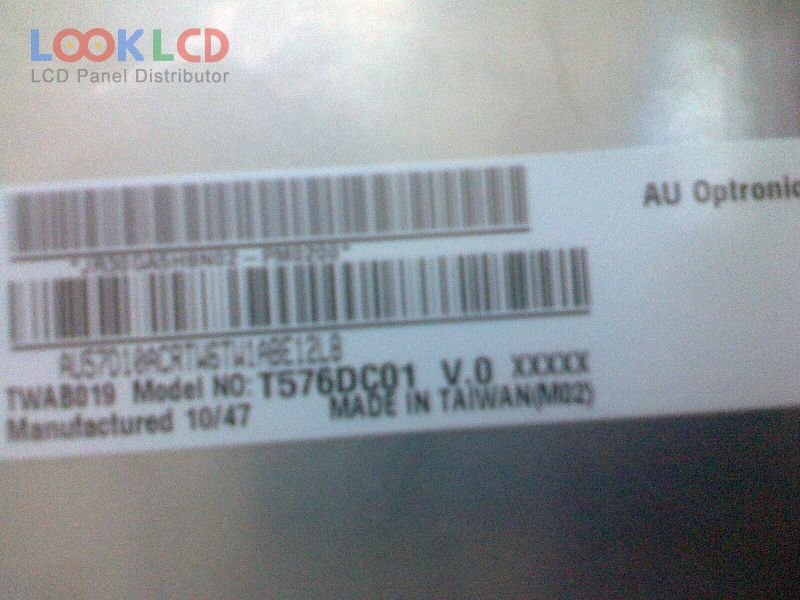 LOOK LCD
LCD Panel Distributor
AU Optronic
TWAB019 Model NO: T576DC01 V.0 XXXXX
Manufactured 10/47 MADE IN TAIWAN(M02)